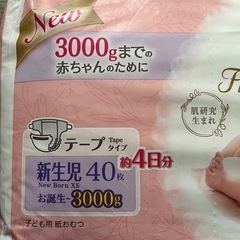 New
3000gまでの
赤ちゃんのために
肌研究
生まれ
テープ Tape
タイプ
約4日分
新生児 40枚
New Born XS
お誕生-3000g
子ども用 紙おむつ